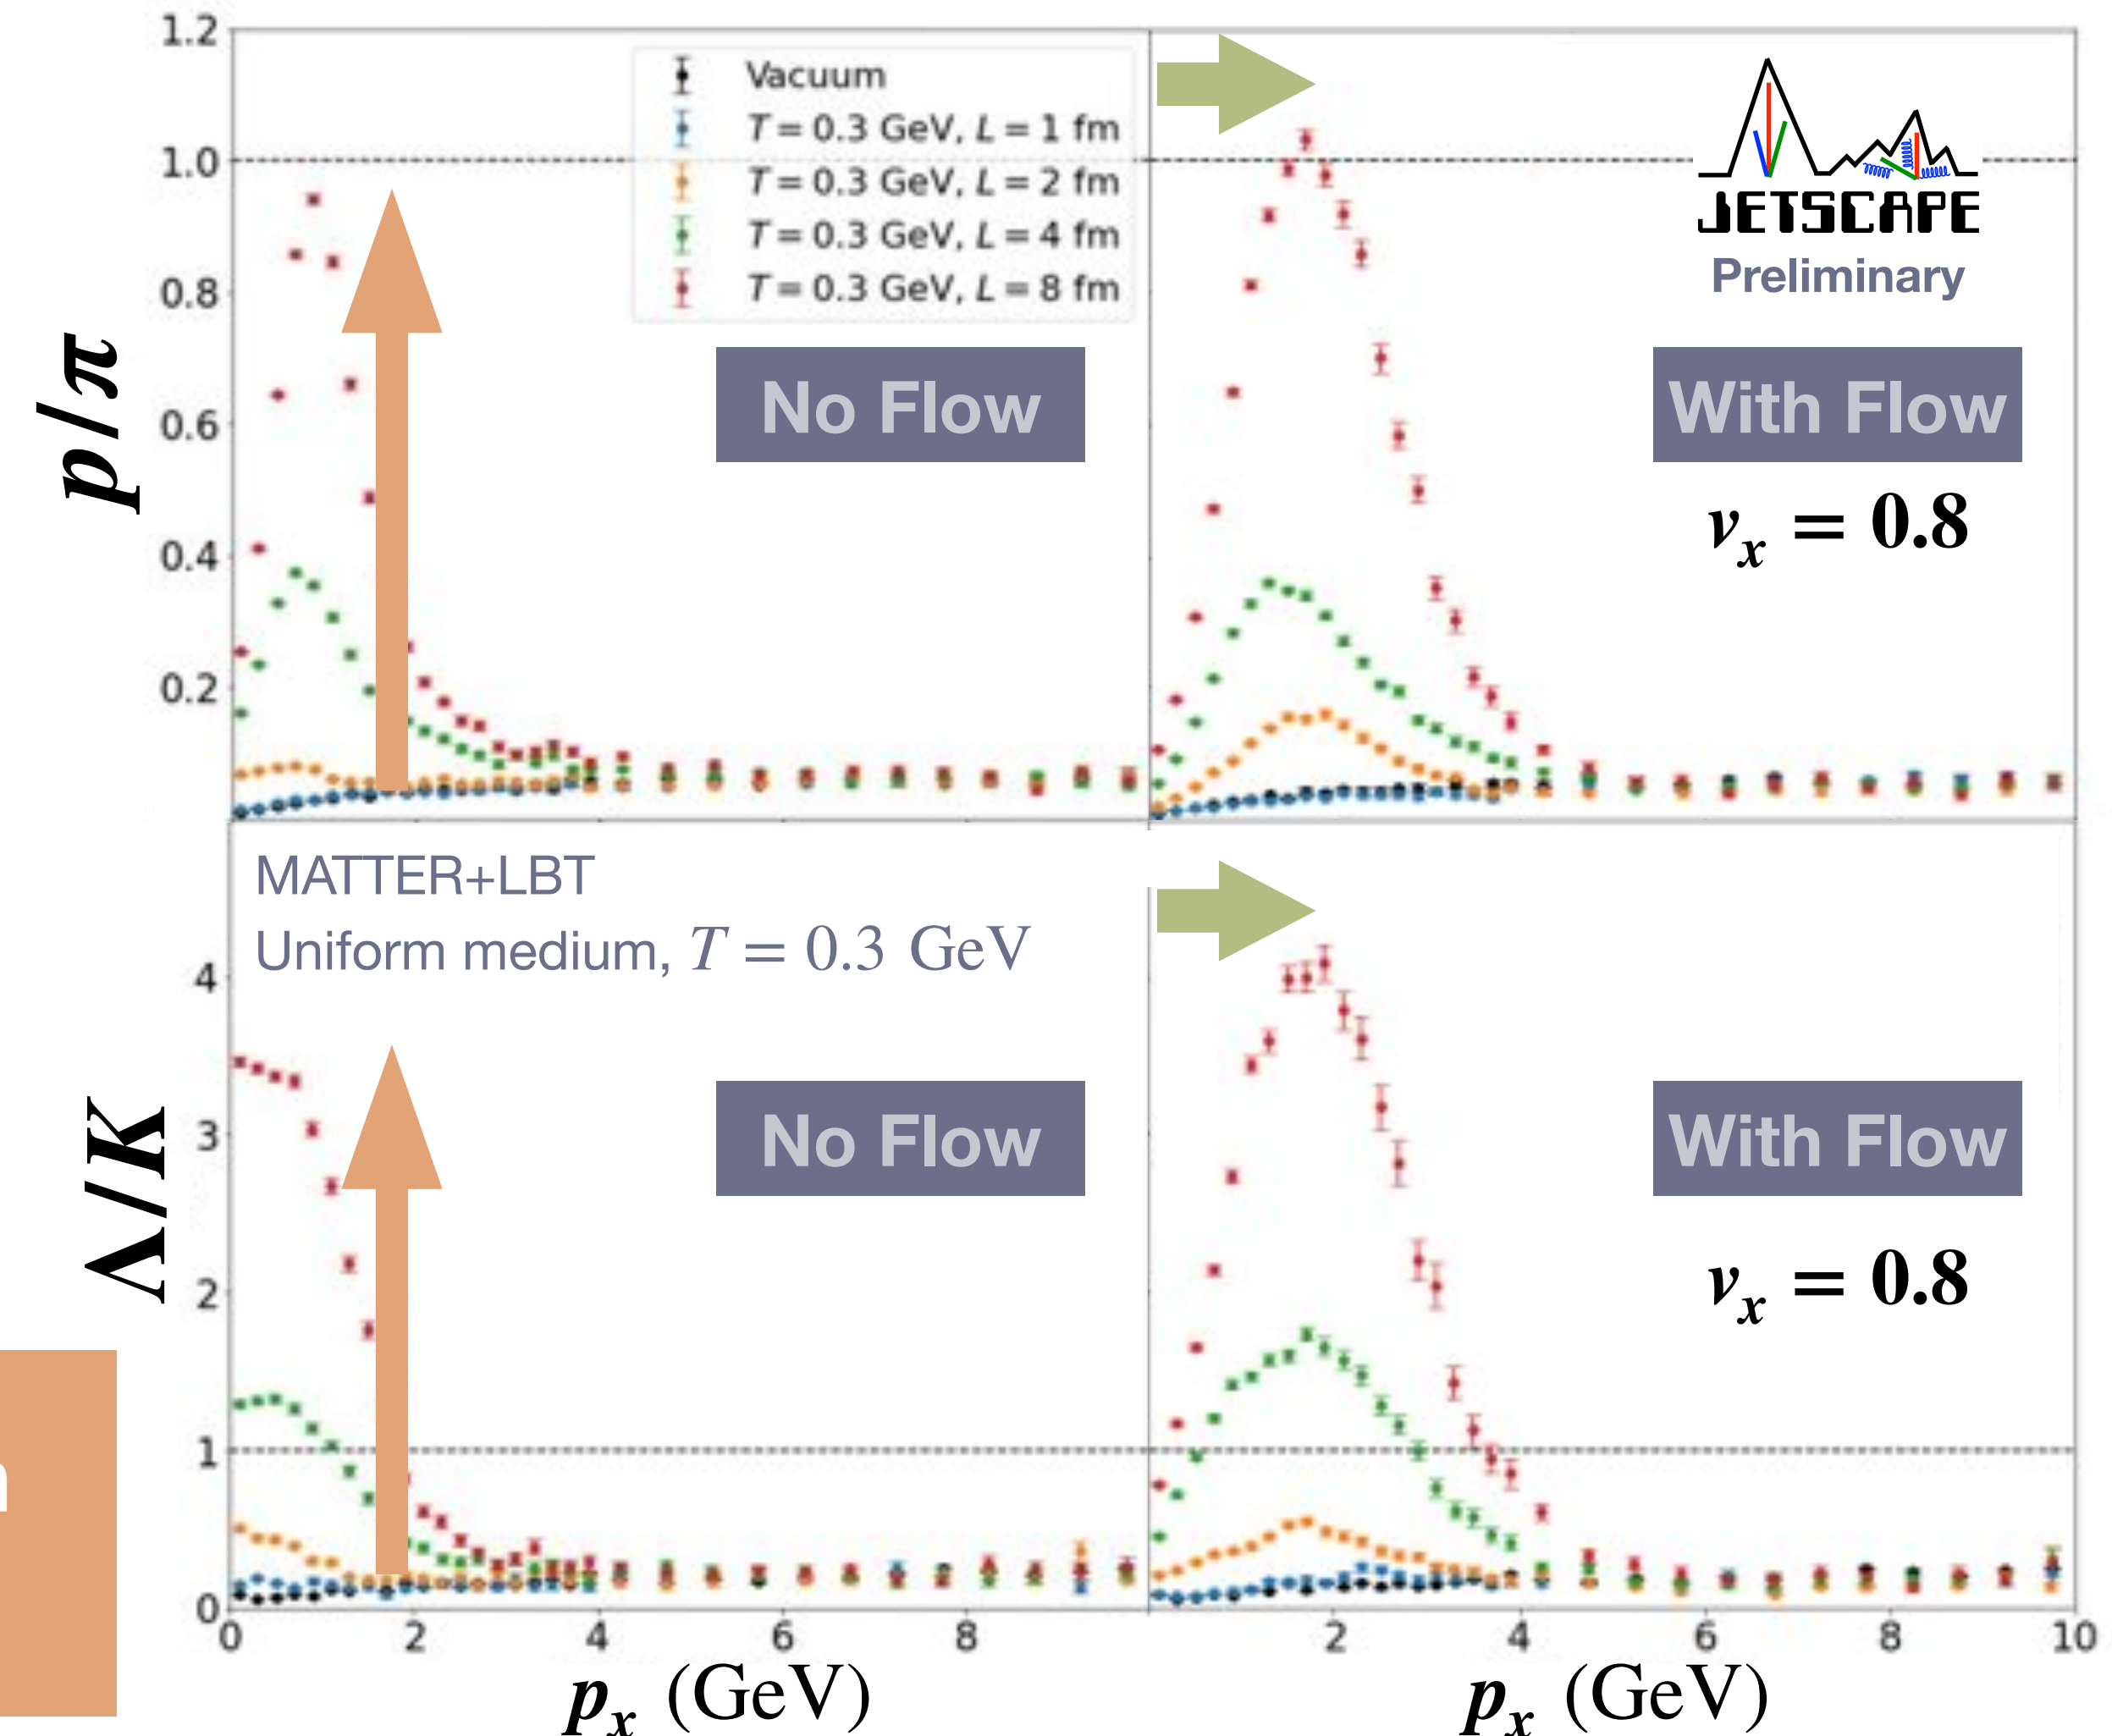 1.2
1.0
0.8
0.6
0.4
0.2
p/π
Vacuum
T = 0.3 GeV, L = 1 fm
T = 0.3 GeV, L = 2 fm
T = 0.3 GeV, L = 4 fm
T = 0.3 GeV, L = 8 fm
No Flow
JETSCAPE
Preliminary
With Flow
vₓ = 0.8
MATTER+LBT
Uniform medium, T = 0.3 GeV
4
3
2
1
0
Λ/K
No Flow
With Flow
vₓ = 0.8
0 2 4 6 8
2 4 6 8 10
pₓ (GeV)
pₓ (GeV)